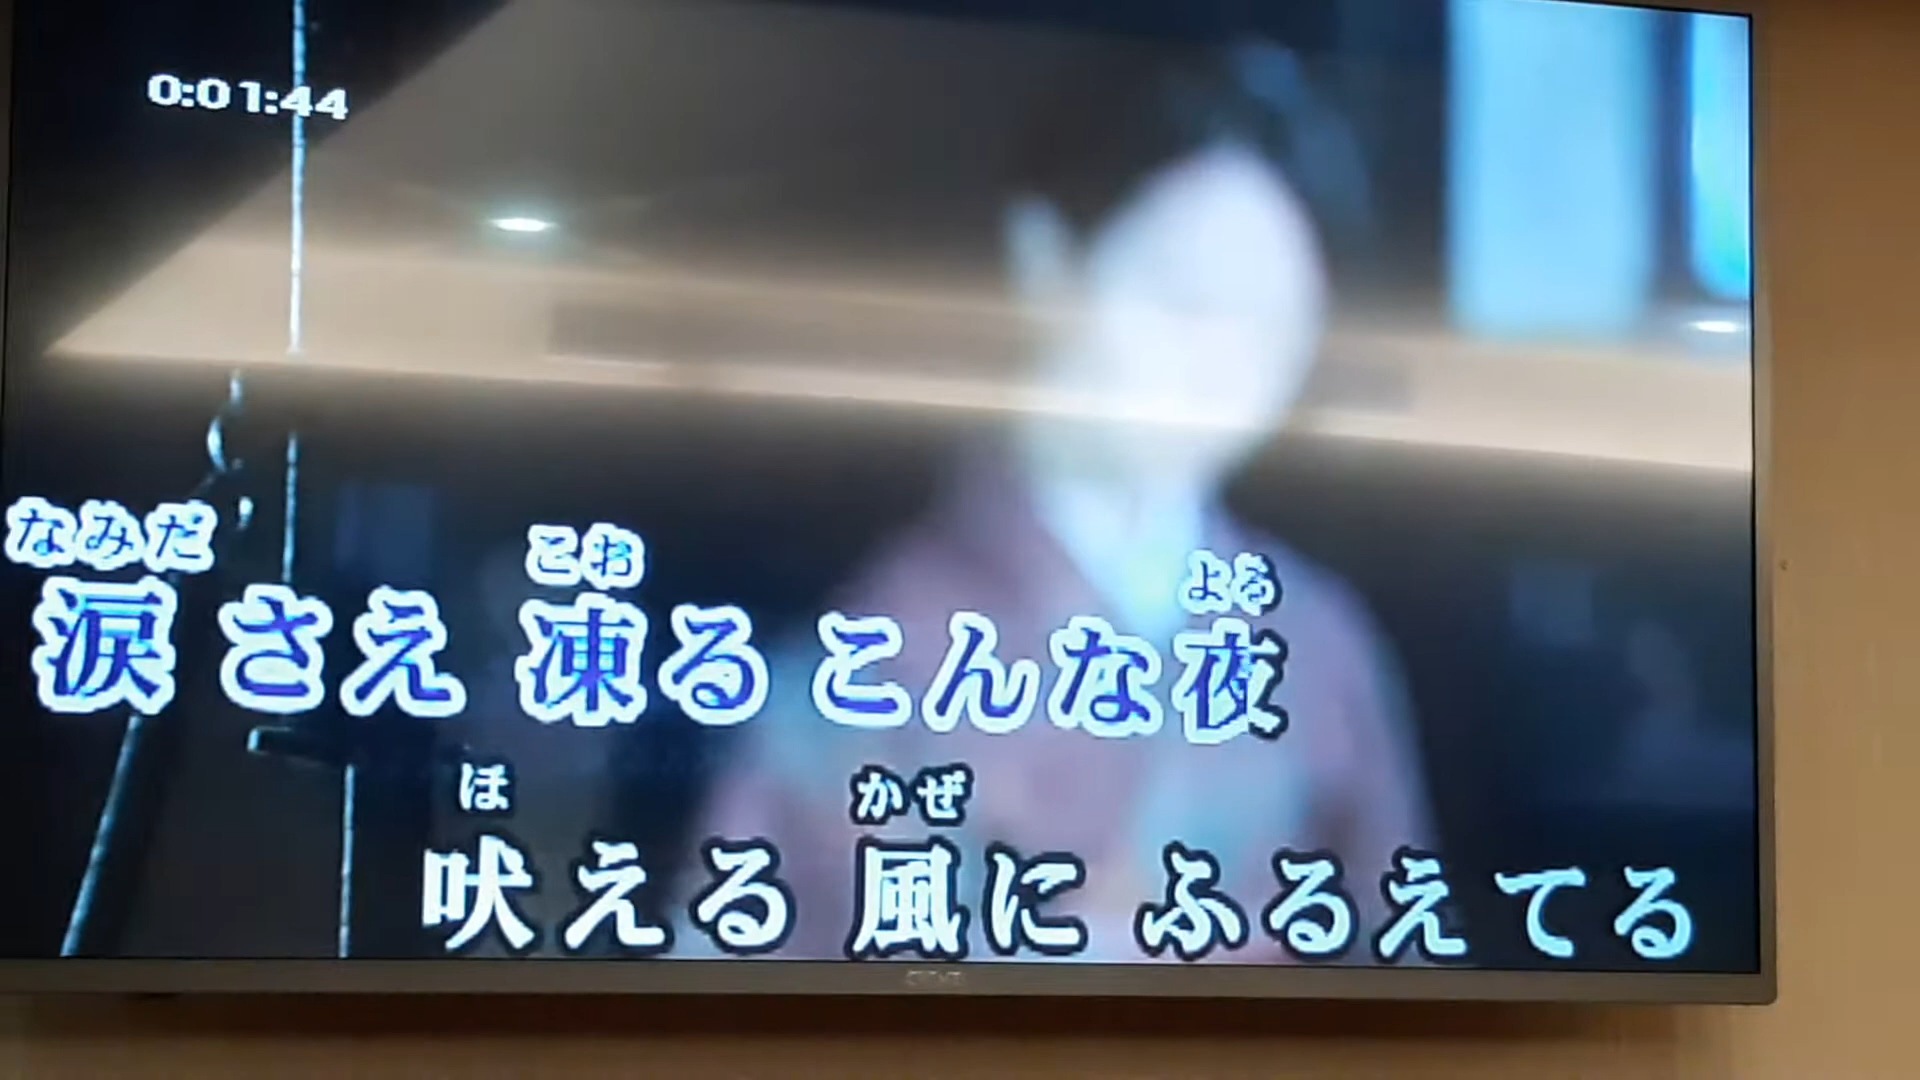 0:01:44
なみだ こお よる
涙さえ 凍る こんな夜
ほ かぜ
吠える 風に ふるえてる